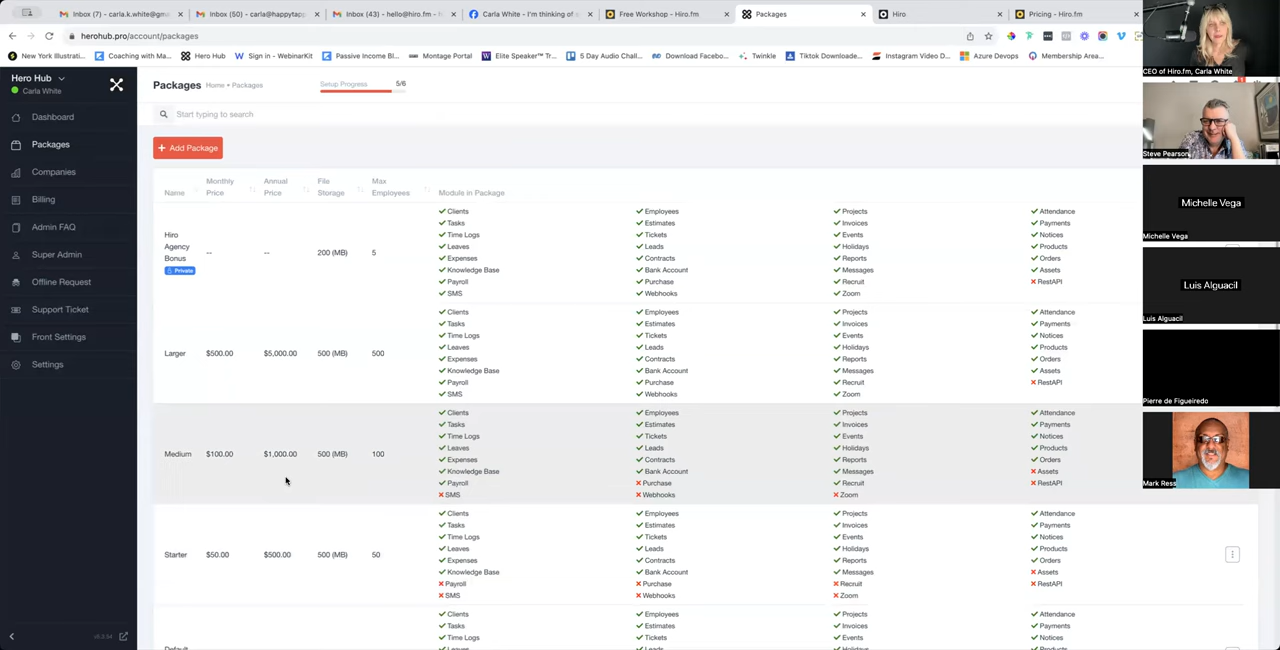 Inbox (7) - carla.k.white@gm
Inbox (50) - carla@happytap
Inbox (43) - hello@hiro.fm -
Carla White - I'm thinking of
Free Workshop - Hiro.fm
Packages
Hiro
Pricing - Hiro.fm
herohub.pro/account/packages
New York Illustrati...
Coaching with Ma...
Hero Hub
Sign in - WebinarKit
Passive Income Bl...
Montage Portal
Elite Speaker™ Tr...
5 Day Audio Chall...
Download Facebo...
Twinkle
Tiktok Downloade...
Instagram Video D...
Azure Devops
Membership Area...
Hero Hub
Carla White
Dashboard
Packages
Companies
Billing
Admin FAQ
Super Admin
Offline Request
Support Ticket
Front Settings
Settings
v5.3.34
Packages Home • Packages
Setup Progress 5/6
Start typing to search
+ Add Package
Name
Monthly Price
Annual Price
File Storage
Max Employees
Module in Package
Hiro Agency Bonus
Private
-- -- 200 (MB) 5
Clients Employees Projects Attendance
Tasks Estimates Invoices Payments
Time Logs Tickets Events Notices
Leaves Leads Holidays Products
Expenses Contracts Reports Orders
Knowledge Base Bank Account Messages Assets
Payroll Purchase Recruit RestAPI
SMS Webhooks Zoom
Larger $500.00 $5,000.00 500 (MB) 500
Clients Employees Projects Attendance
Tasks Estimates Invoices Payments
Time Logs Tickets Events Notices
Leaves Leads Holidays Products
Expenses Contracts Reports Orders
Knowledge Base Bank Account Messages Assets
Payroll Purchase Recruit RestAPI
SMS Webhooks Zoom
Medium $100.00 $1,000.00 500 (MB) 100
Clients Employees Projects Attendance
Tasks Estimates Invoices Payments
Time Logs Tickets Events Notices
Leaves Leads Holidays Products
Expenses Contracts Reports Orders
Knowledge Base Bank Account Messages Assets
Payroll Purchase Recruit RestAPI
SMS Webhooks Zoom
Starter $50.00 $500.00 500 (MB) 50
Clients Employees Projects Attendance
Tasks Estimates Invoices Payments
Time Logs Tickets Events Notices
Leaves Leads Holidays Products
Expenses Contracts Reports Orders
Knowledge Base Bank Account Messages Assets
Payroll Purchase Recruit RestAPI
SMS Webhooks Zoom
Clients Employees Projects Attendance
Tasks Estimates Invoices Payments
Time Logs Tickets Events Notices
Default Leaves Leads Holidays Products
CEO of Hiro.fm, Carla White
Steve Pearson
Michelle Vega
Michelle Vega
Luis Alguacil
Luis Alguacil
Pierre de Figueiredo
Mark Ress